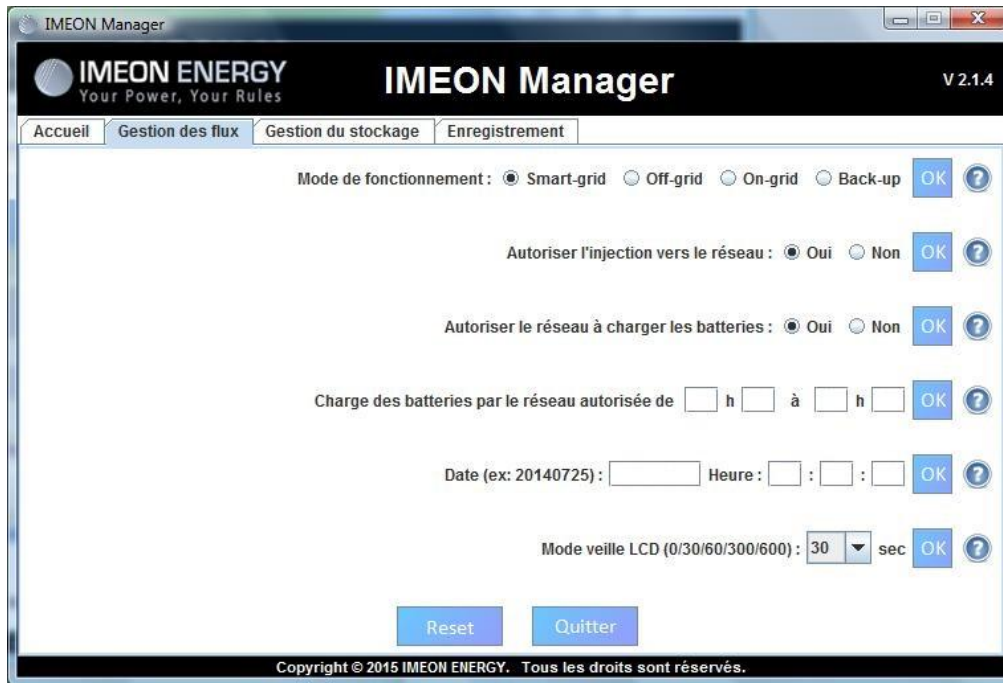 IMEON Manager
IMEON ENERGY
Your Power, Your Rules
IMEON Manager
V 2.1.4
Accueil Gestion des flux Gestion du stockage Enregistrement
Mode de fonctionnement : Smart-grid Off-grid On-grid Back-up OK ?
Autoriser l'injection vers le réseau : Oui Non OK ?
Autoriser le réseau à charger les batteries : Oui Non OK ?
Charge des batteries par le réseau autorisée de h à h OK ?
Date (ex: 20140725) : Heure : : : OK ?
Mode veille LCD (0/30/60/300/600) : 30 sec OK ?
Reset Quitter
Copyright © 2015 IMEON ENERGY. Tous les droits sont réservés.